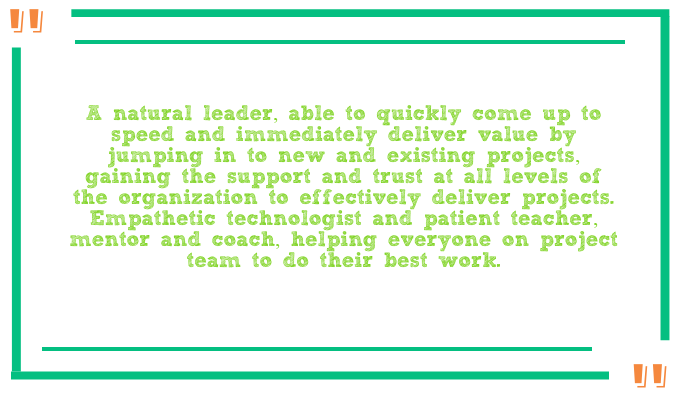 "
A natural leader, able to quickly come up to
speed and immediately deliver value by
jumping in to new and existing projects,
gaining the support and trust at all levels of
the organization to effectively deliver projects.
Empathetic technologist and patient teacher,
mentor and coach, helping everyone on project
team to do their best work.
"